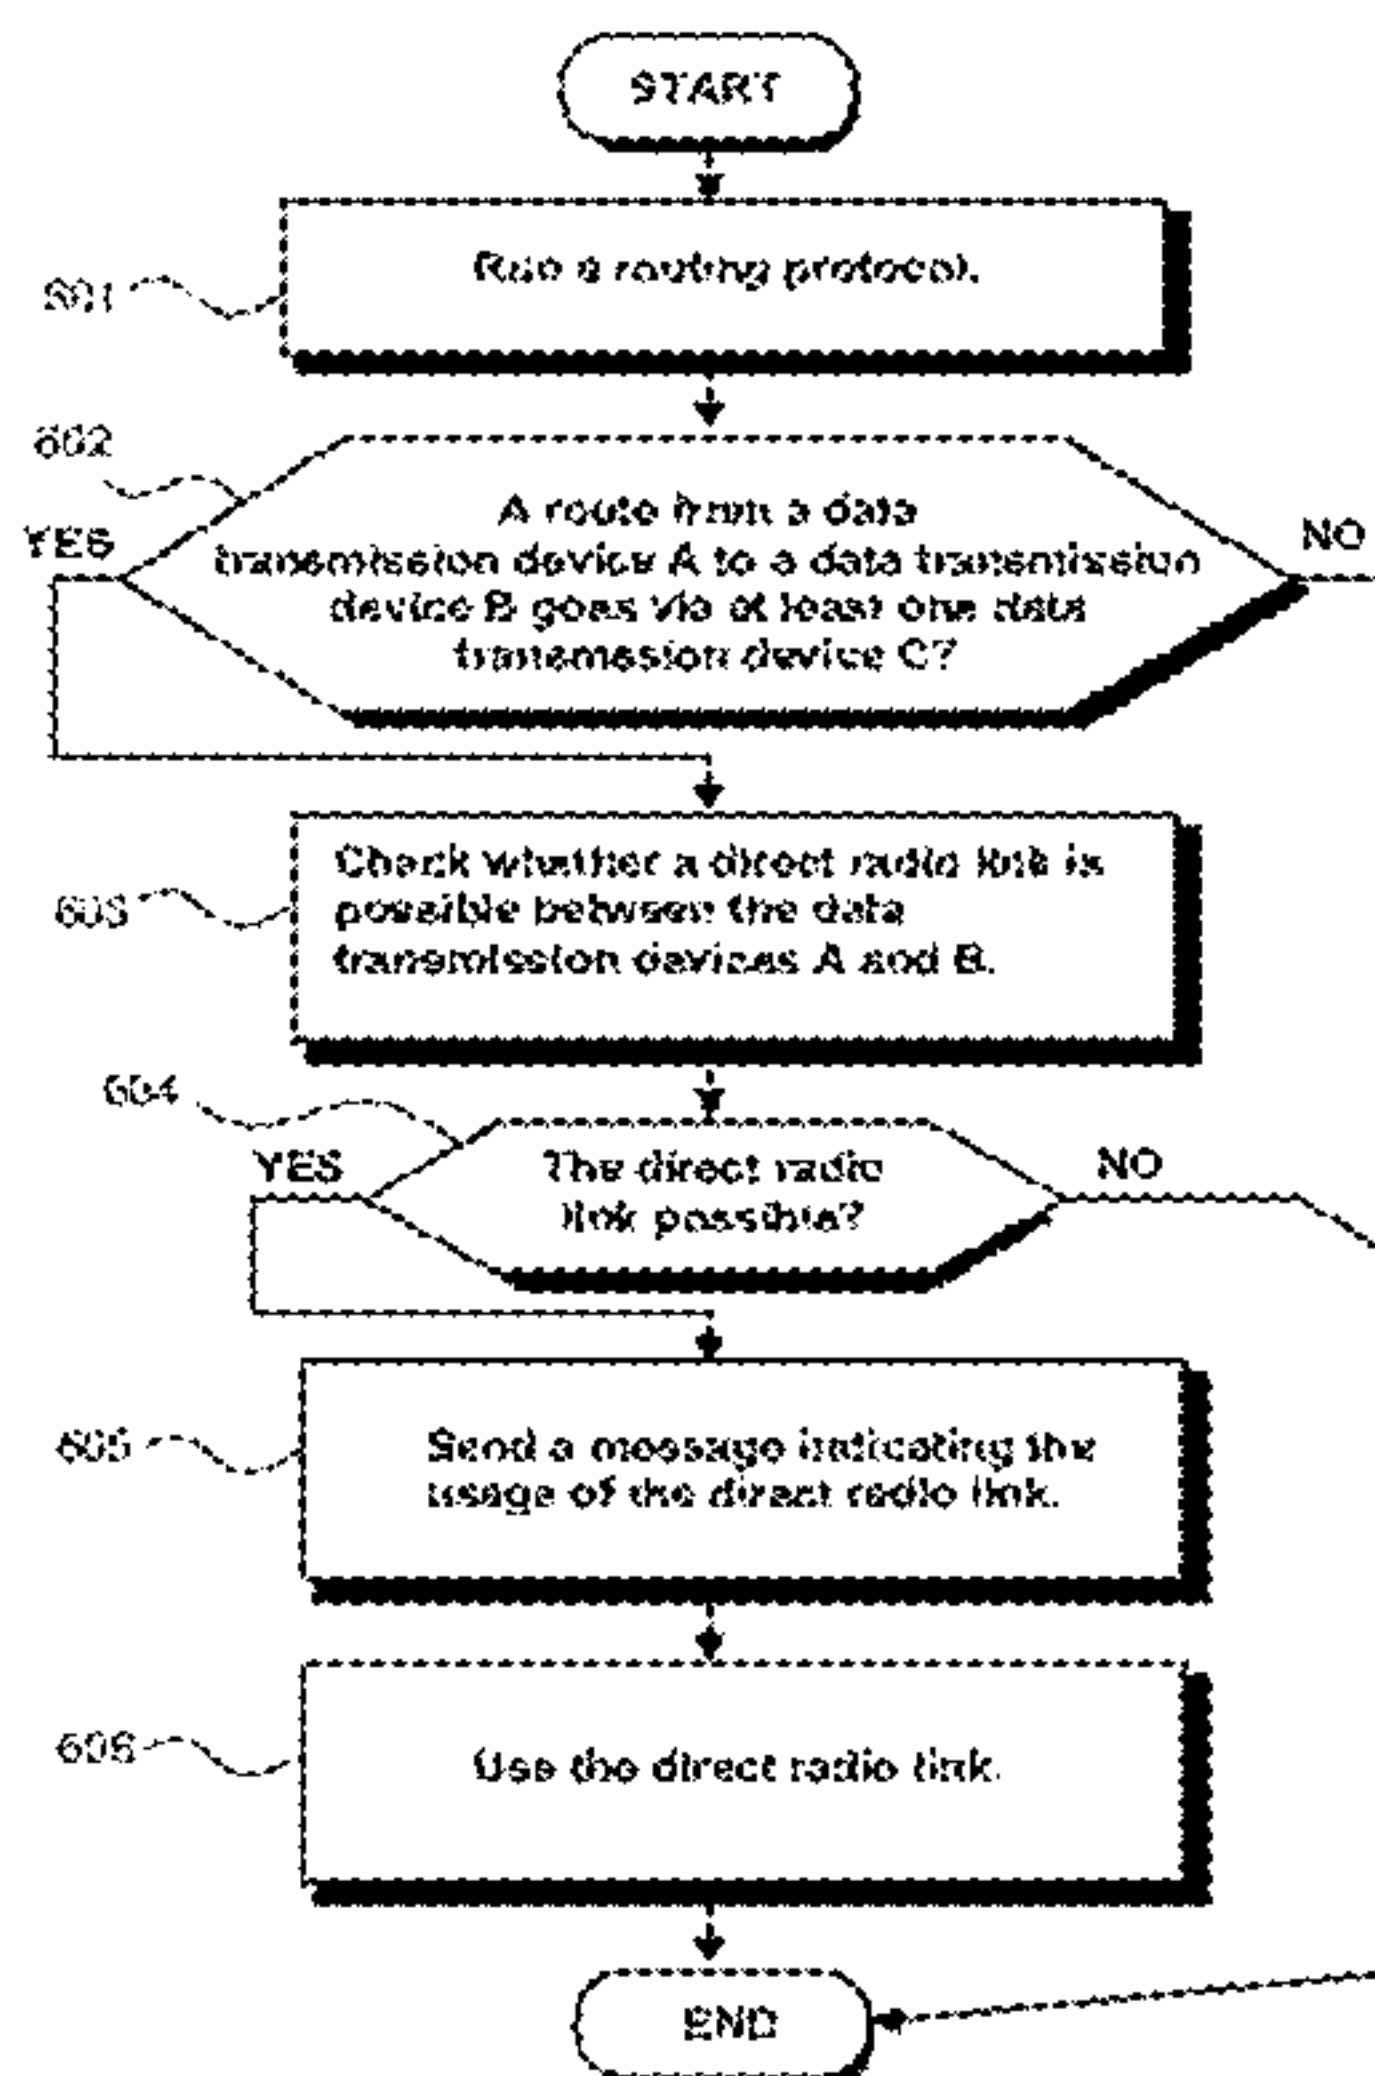 START
601
Run a routing protocol.
602
YES
NO
A route from a data
transmission device A to a data transmission
device B goes via at least one data
transmission device C?
603
Check whether a direct radio link is
possible between the data
transmission devices A and B.
604
YES
NO
The direct radio
link possible?
605
Send a message indicating the
usage of the direct radio link.
606
Use the direct radio link.
END